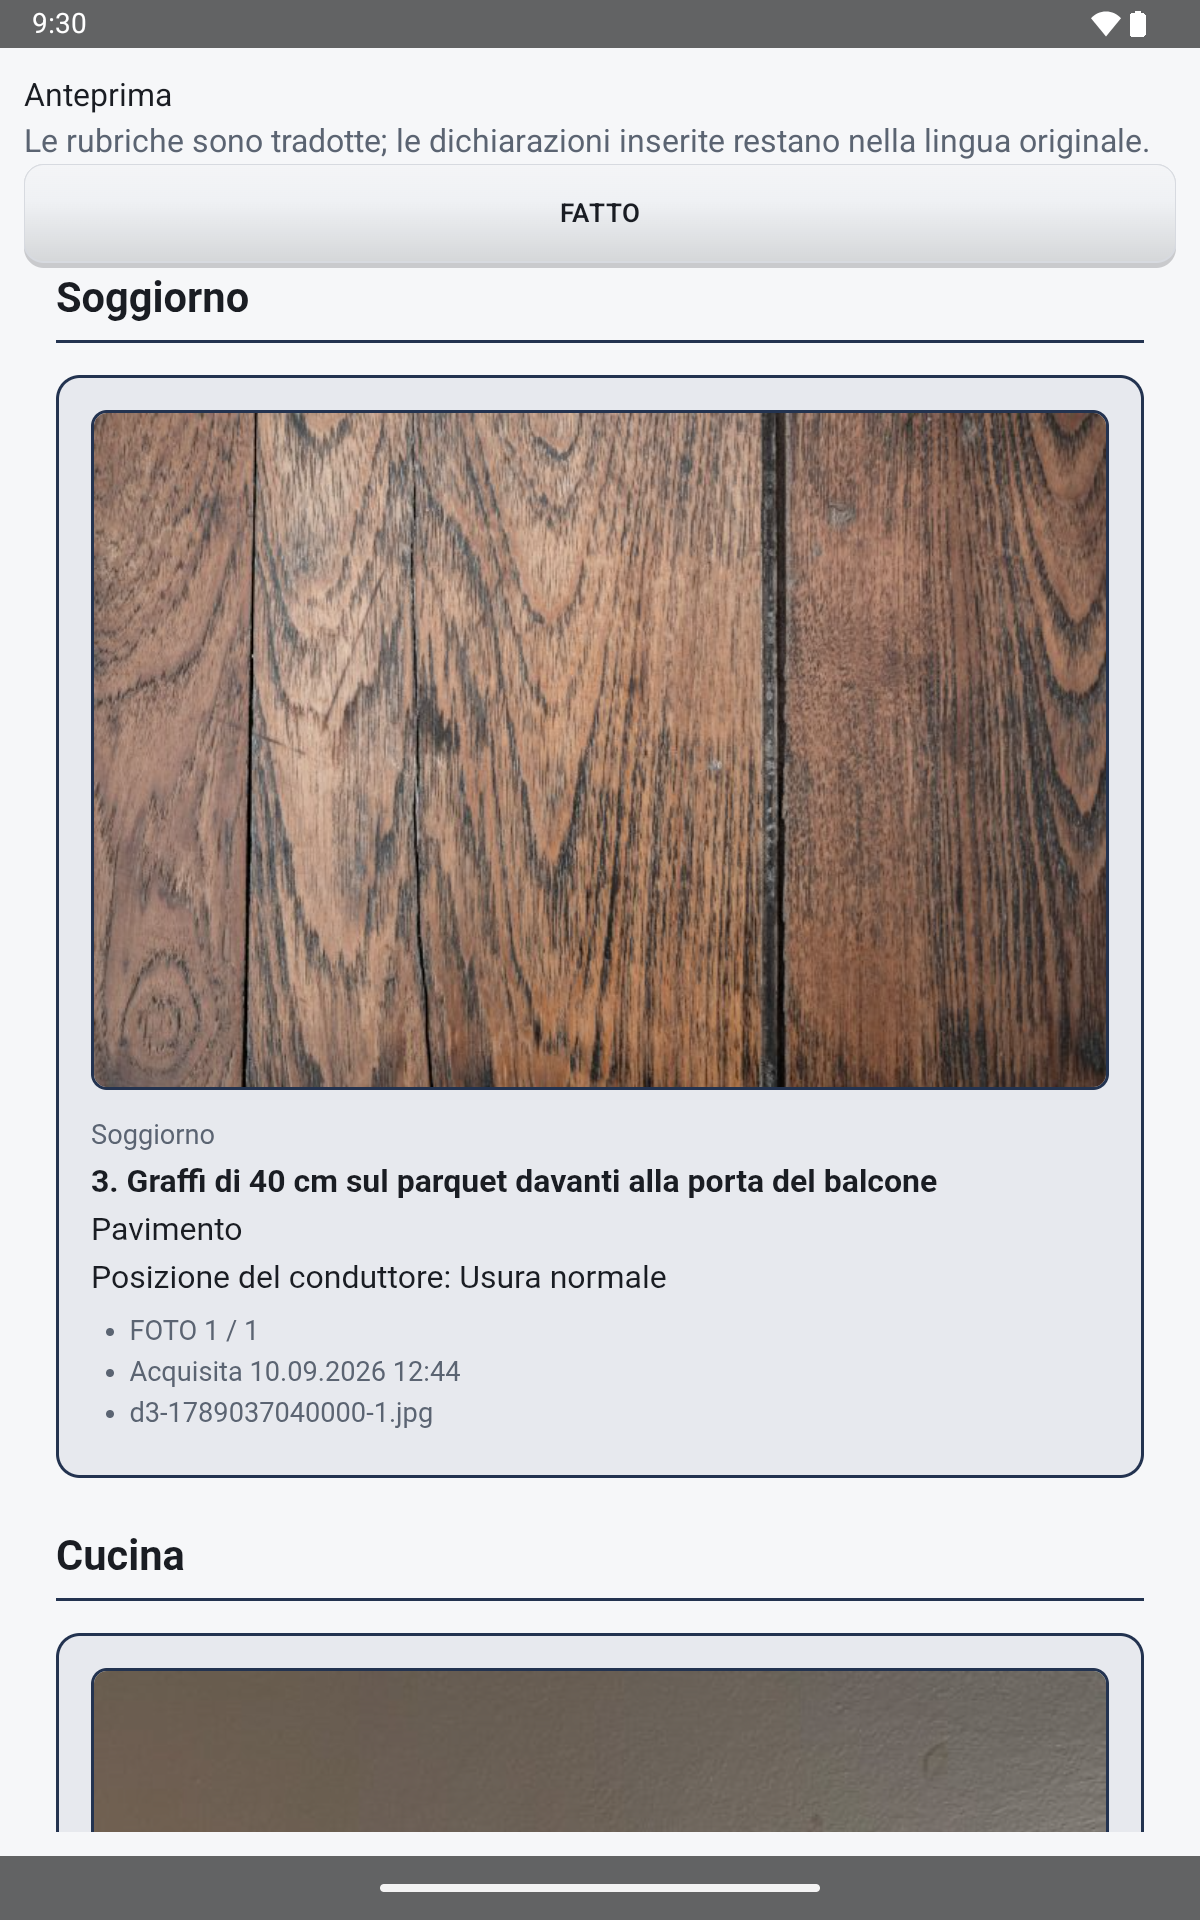 9:30
Anteprima
Le rubriche sono tradotte; le dichiarazioni inserite restano nella lingua originale.
FATTO
Soggiorno
Soggiorno
3. Graffi di 40 cm sul parquet davanti alla porta del balcone
Pavimento
Posizione del conduttore: Usura normale
• FOTO 1 / 1
• Acquisita 10.09.2026 12:44
• d3-1789037040000-1.jpg
Cucina